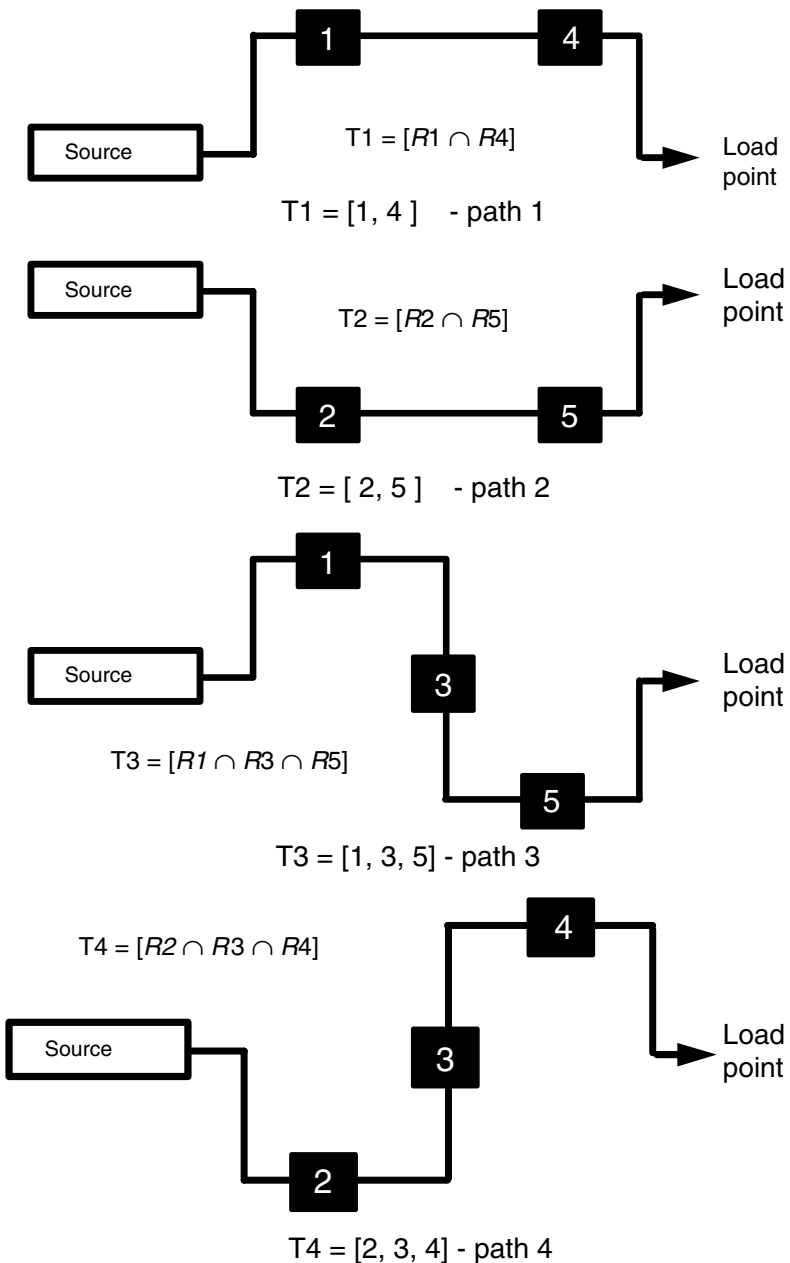 1
4
T1 = [R1 ∩ R4]
Source
Load
point
T1 = [1, 4 ] - path 1
Source
Load
point
T2 = [R2 ∩ R5]
2
5
T2 = [ 2, 5 ] - path 2
1
Source
3
Load
point
T3 = [R1 ∩ R3 ∩ R5]
5
T3 = [1, 3, 5] - path 3
4
T4 = [R2 ∩ R3 ∩ R4]
Source
3
Load
point
2
T4 = [2, 3, 4] - path 4